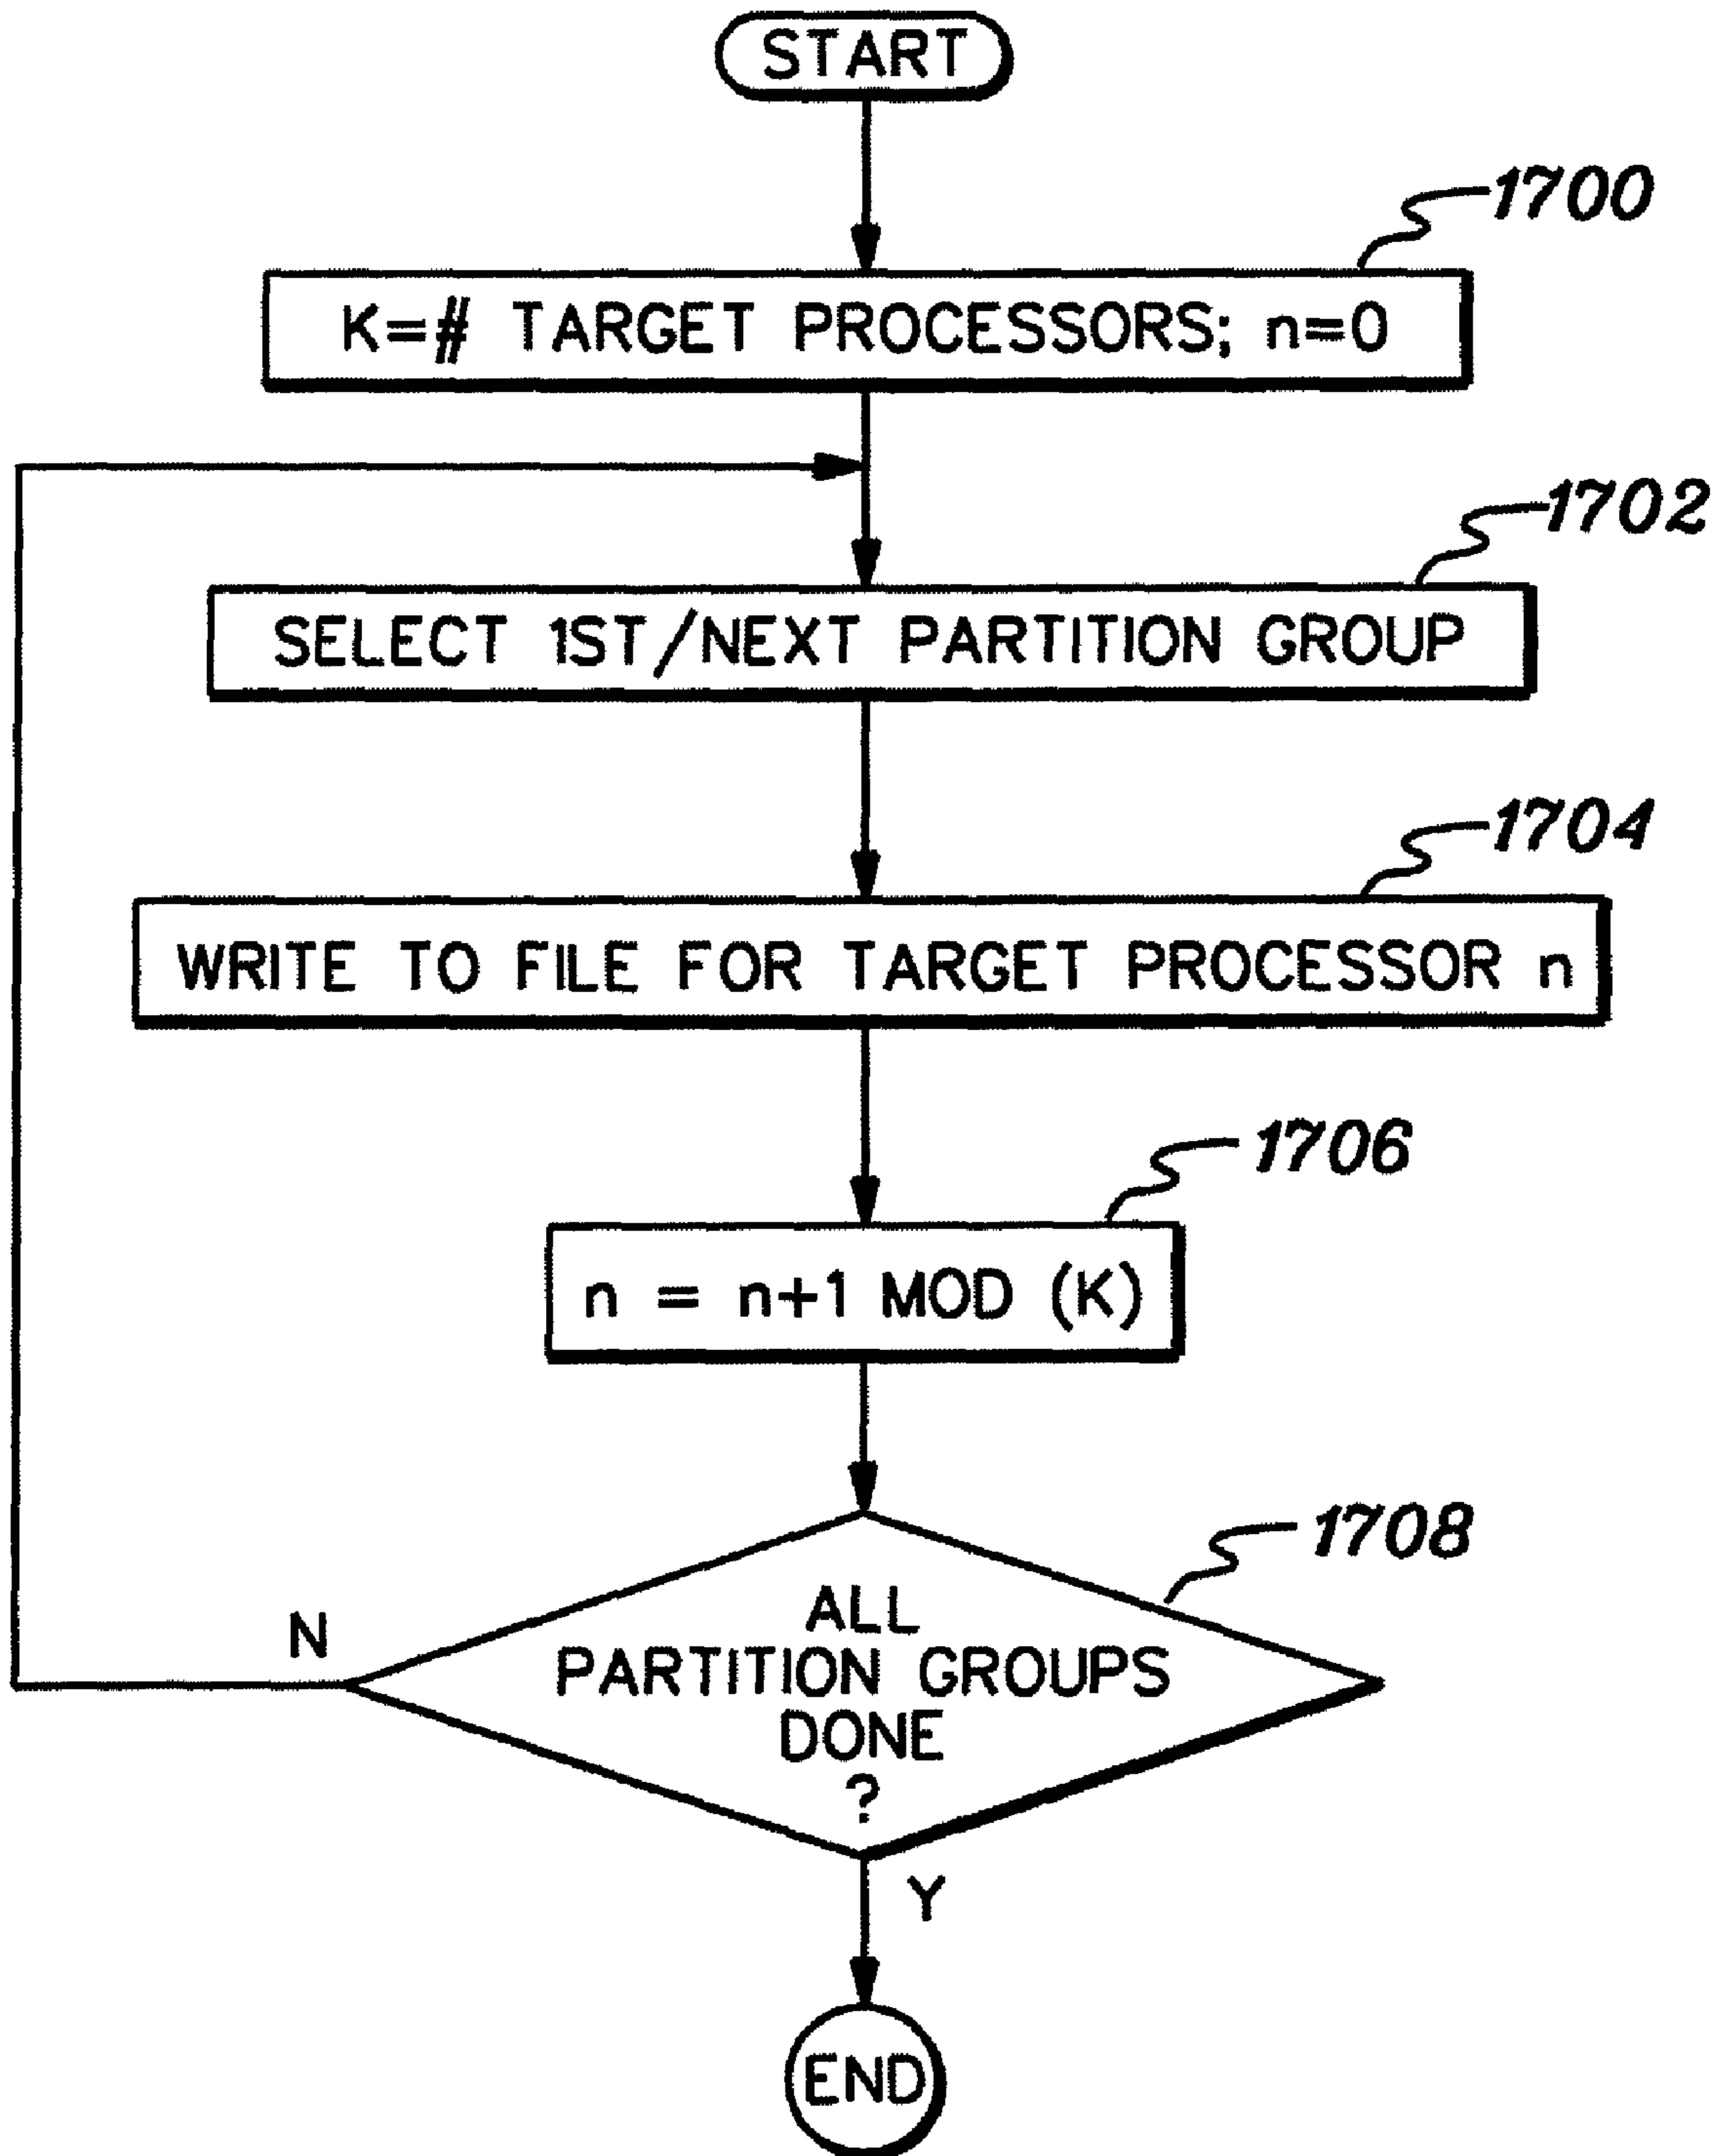 START
1700
K=# TARGET PROCESSORS; n=0
1702
SELECT 1ST/NEXT PARTITION GROUP
1704
WRITE TO FILE FOR TARGET PROCESSOR n
1706
n = n+1 MOD (K)
1708
ALL
PARTITION GROUPS
DONE
?
N
Y
END